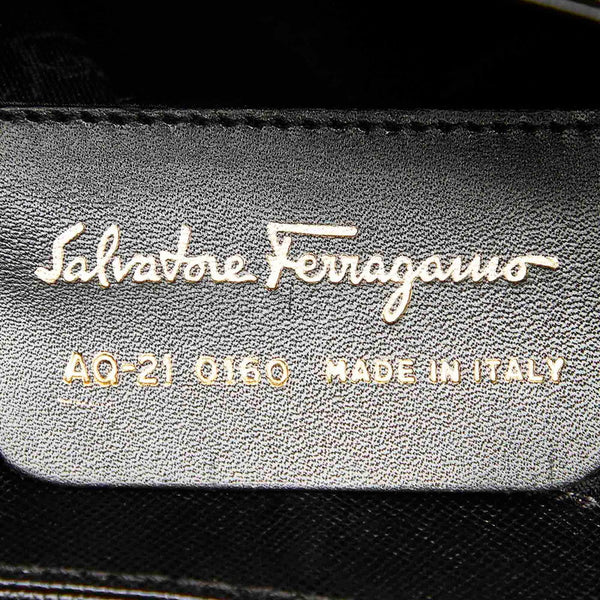 Salvatore Ferragamo
AQ-21 0160 MADE IN ITALY